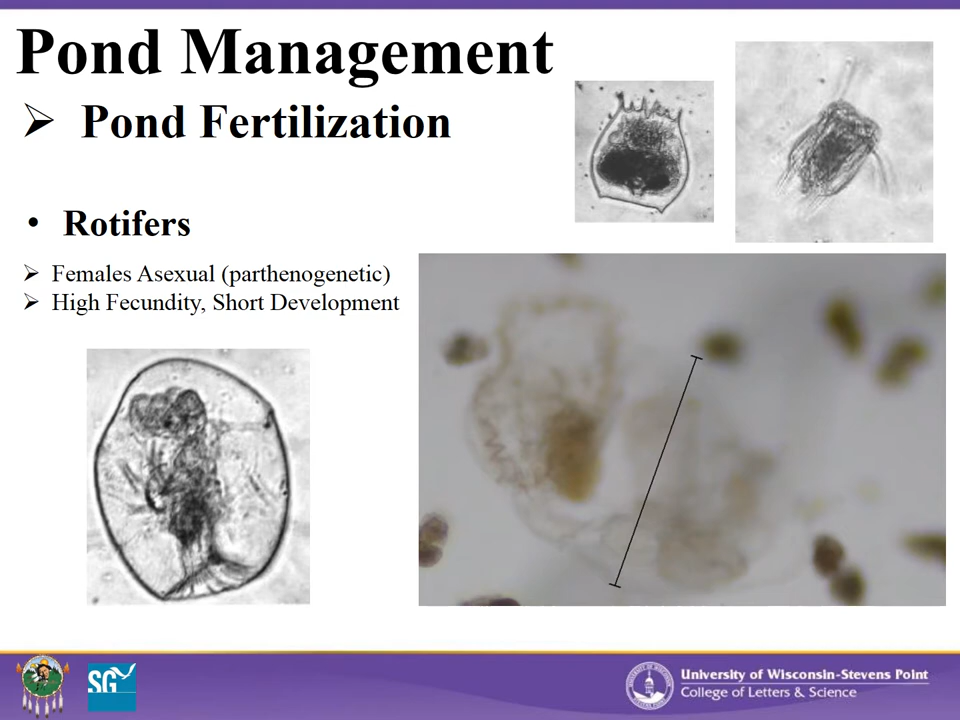 Pond Management
➢ Pond Fertilization
• Rotifers
➢ Females Asexual (parthenogenetic)
➢ High Fecundity, Short Development
SG
University of Wisconsin-Stevens Point
College of Letters & Science